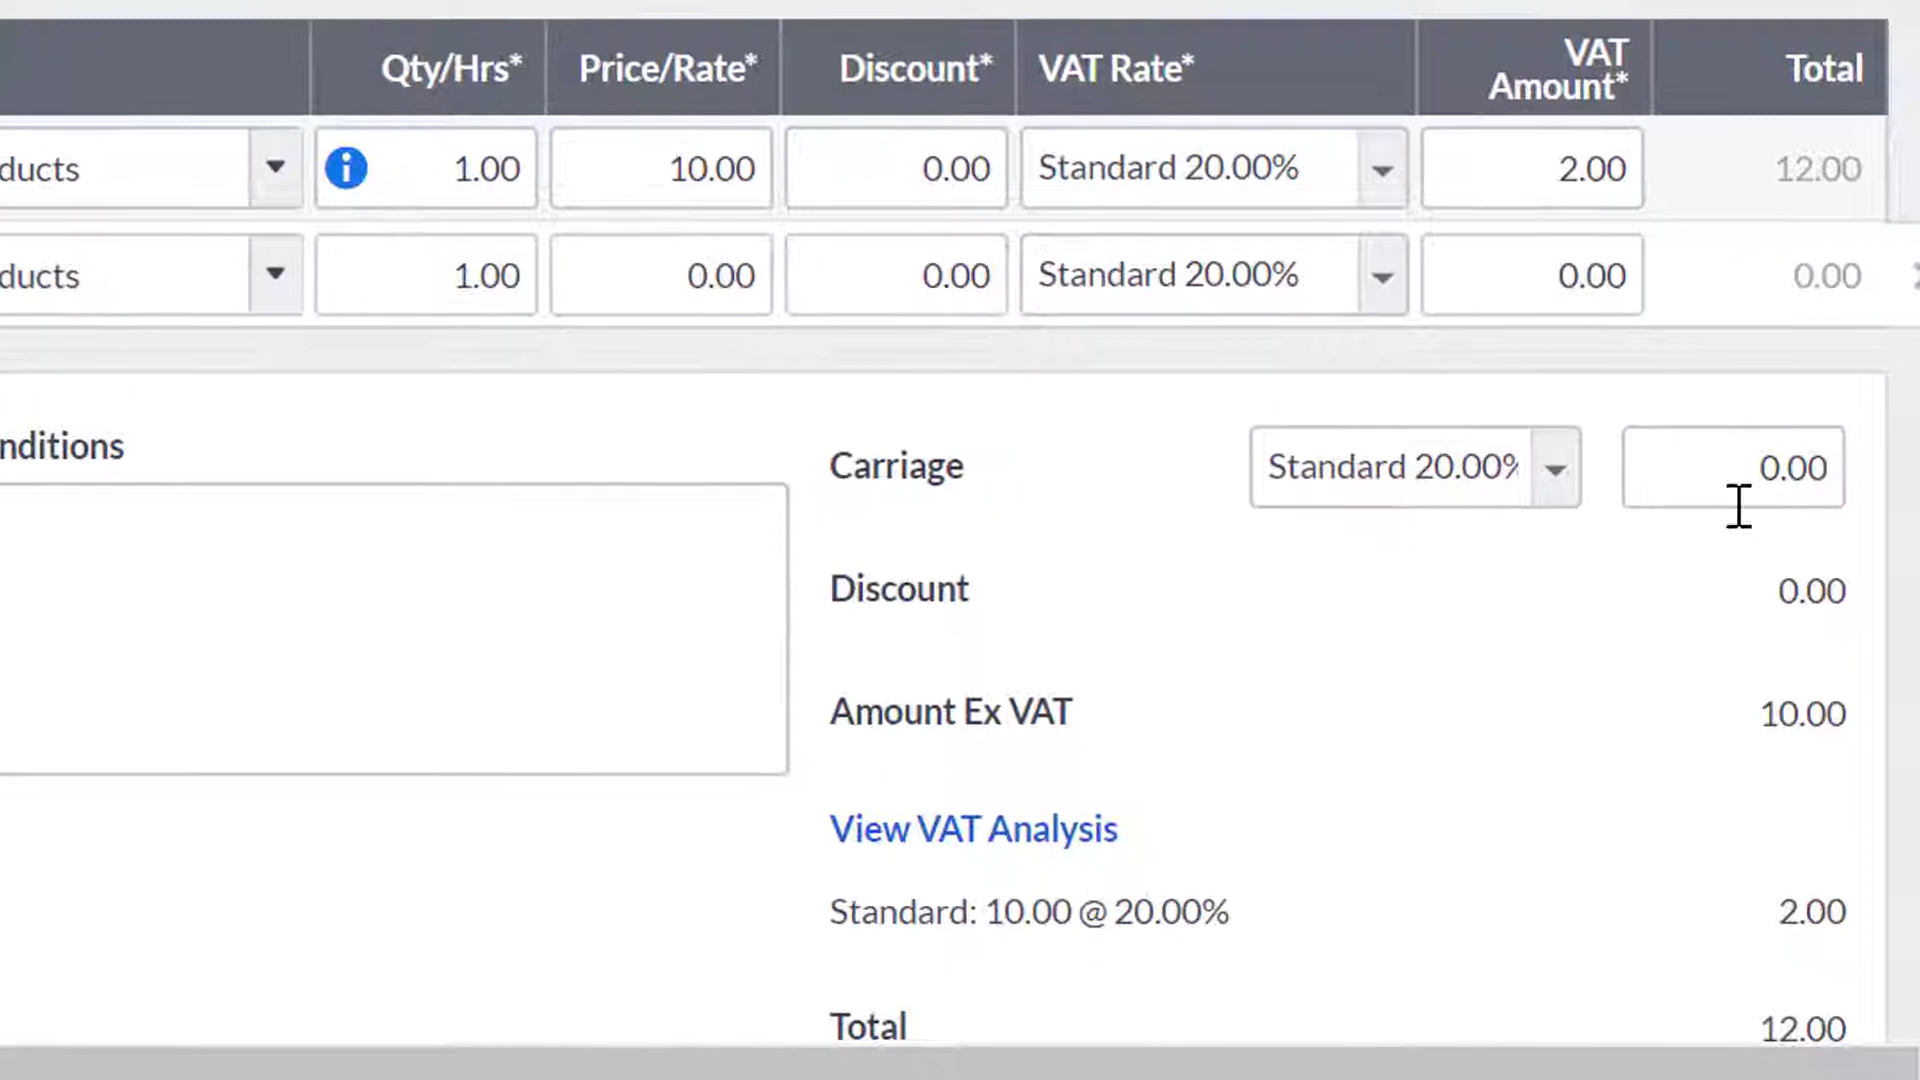 Qty/Hrs* Price/Rate* Discount* VAT Rate* VAT Amount* Total
ducts 1.00 10.00 0.00 Standard 20.00% 2.00 12.00
ducts 1.00 0.00 0.00 Standard 20.00% 0.00 0.00
nditions
Carriage Standard 20.00% 0.00
Discount 0.00
Amount Ex VAT 10.00
View VAT Analysis
Standard: 10.00 @ 20.00% 2.00
Total 12.00